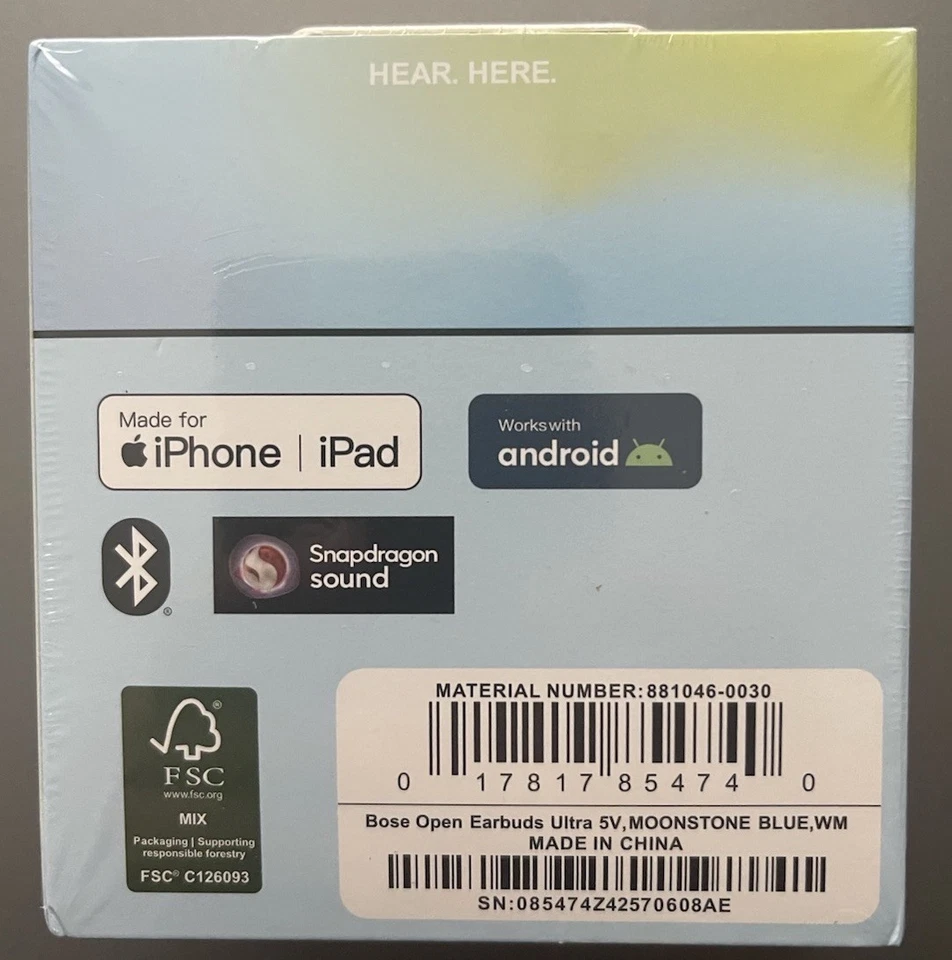 HEAR. HERE.
Made for
iPhone | iPad
Works with
android
Snapdragon
sound
®
®
FSC
www.fsc.org
MIX
Packaging | Supporting
responsible forestry
FSC® C126093
MATERIAL NUMBER:881046-0030
0 17817 85474 0
Bose Open Earbuds Ultra 5V,MOONSTONE BLUE,WM
MADE IN CHINA
SN:085474Z42570608AE